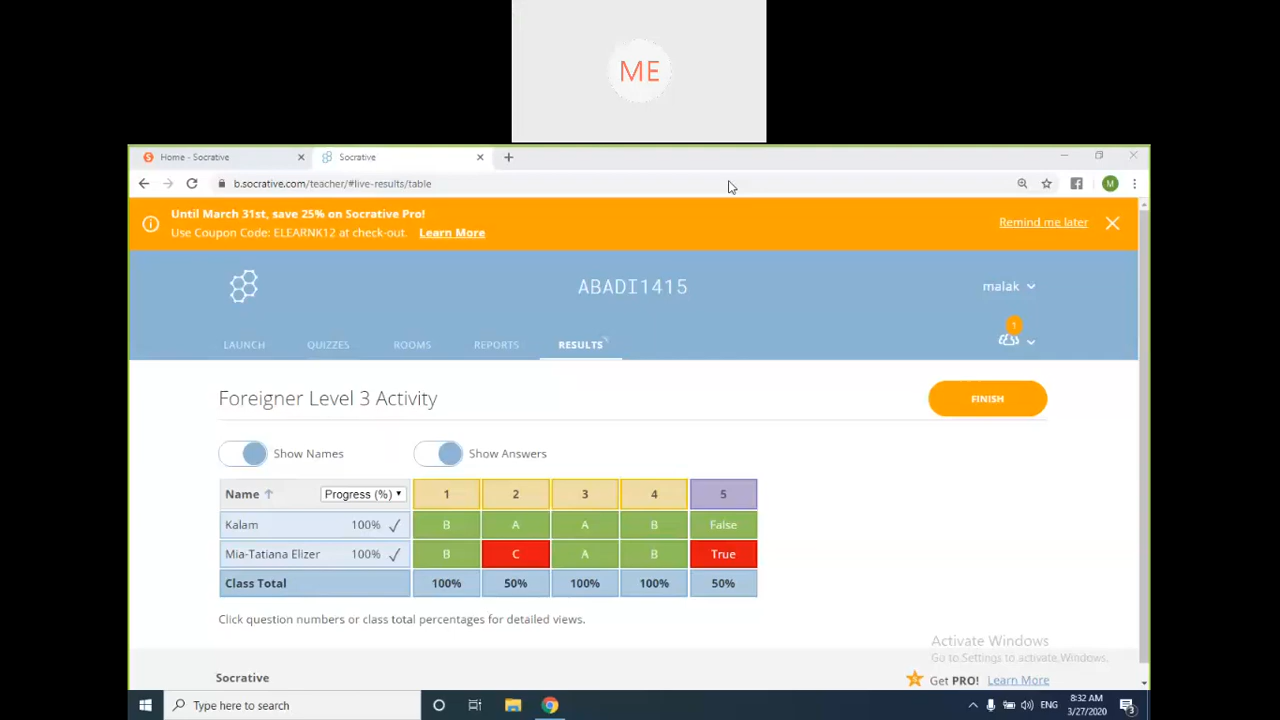 ME
Home - Socrative
Socrative
b.socrative.com/teacher/#live-results/table
M
Until March 31st, save 25% on Socrative Pro!
Use Coupon Code: ELEARNK12 at check-out. Learn More
Remind me later
ABADI1415
malak
1
LAUNCH QUIZZES ROOMS REPORTS RESULTS
Foreigner Level 3 Activity
FINISH
Show Names Show Answers
Name Progress (%) 1 2 3 4 5
Kalam 100% B A A B False
Mia-Tatiana Elizer 100% B C A B True
Class Total 100% 50% 100% 100% 50%
Click question numbers or class total percentages for detailed views.
Activate Windows
Go to Settings to activate Windows.
Socrative
Get PRO! Learn More
Type here to search
ENG
8:32 AM
3/27/2020
3